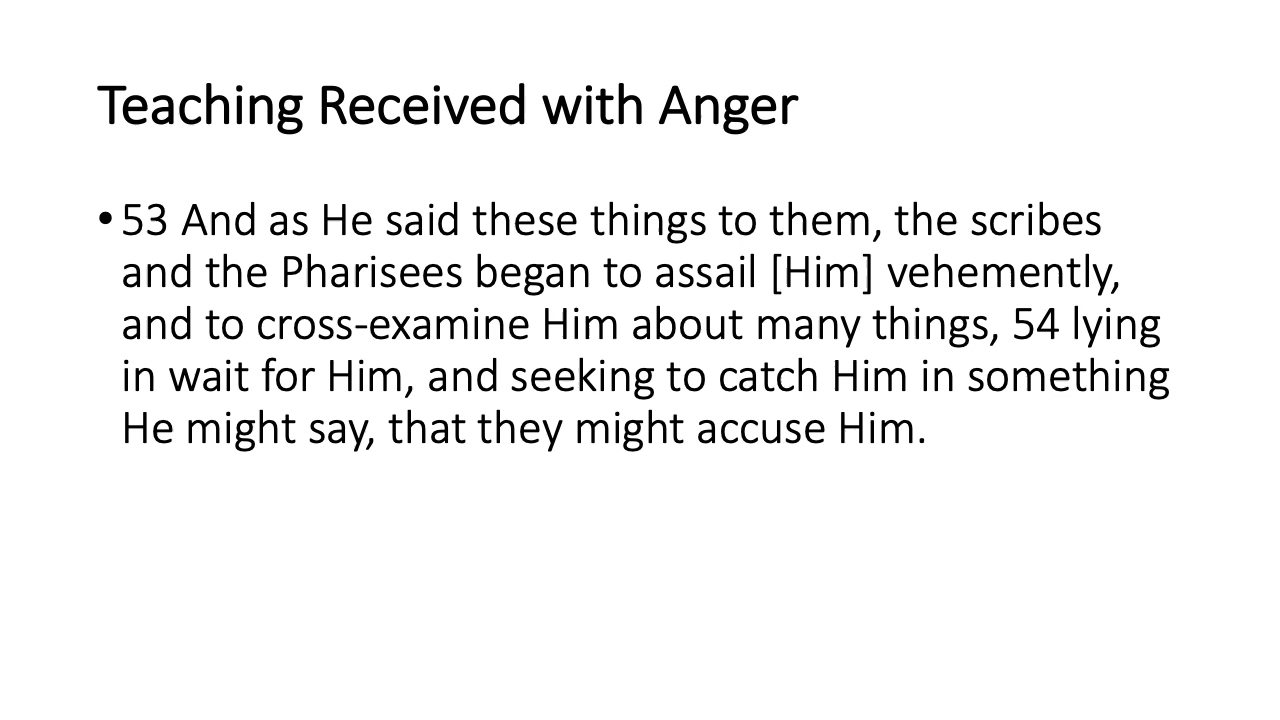 Teaching Received with Anger
• 53 And as He said these things to them, the scribes
and the Pharisees began to assail [Him] vehemently,
and to cross-examine Him about many things, 54 lying
in wait for Him, and seeking to catch Him in something
He might say, that they might accuse Him.